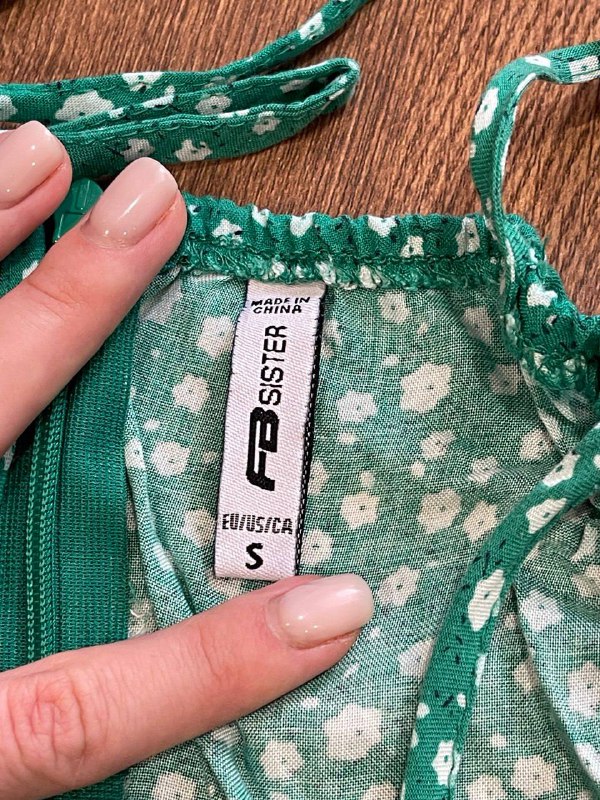 MADE IN
CHINA
FB SISTER
EU/US/CA
S